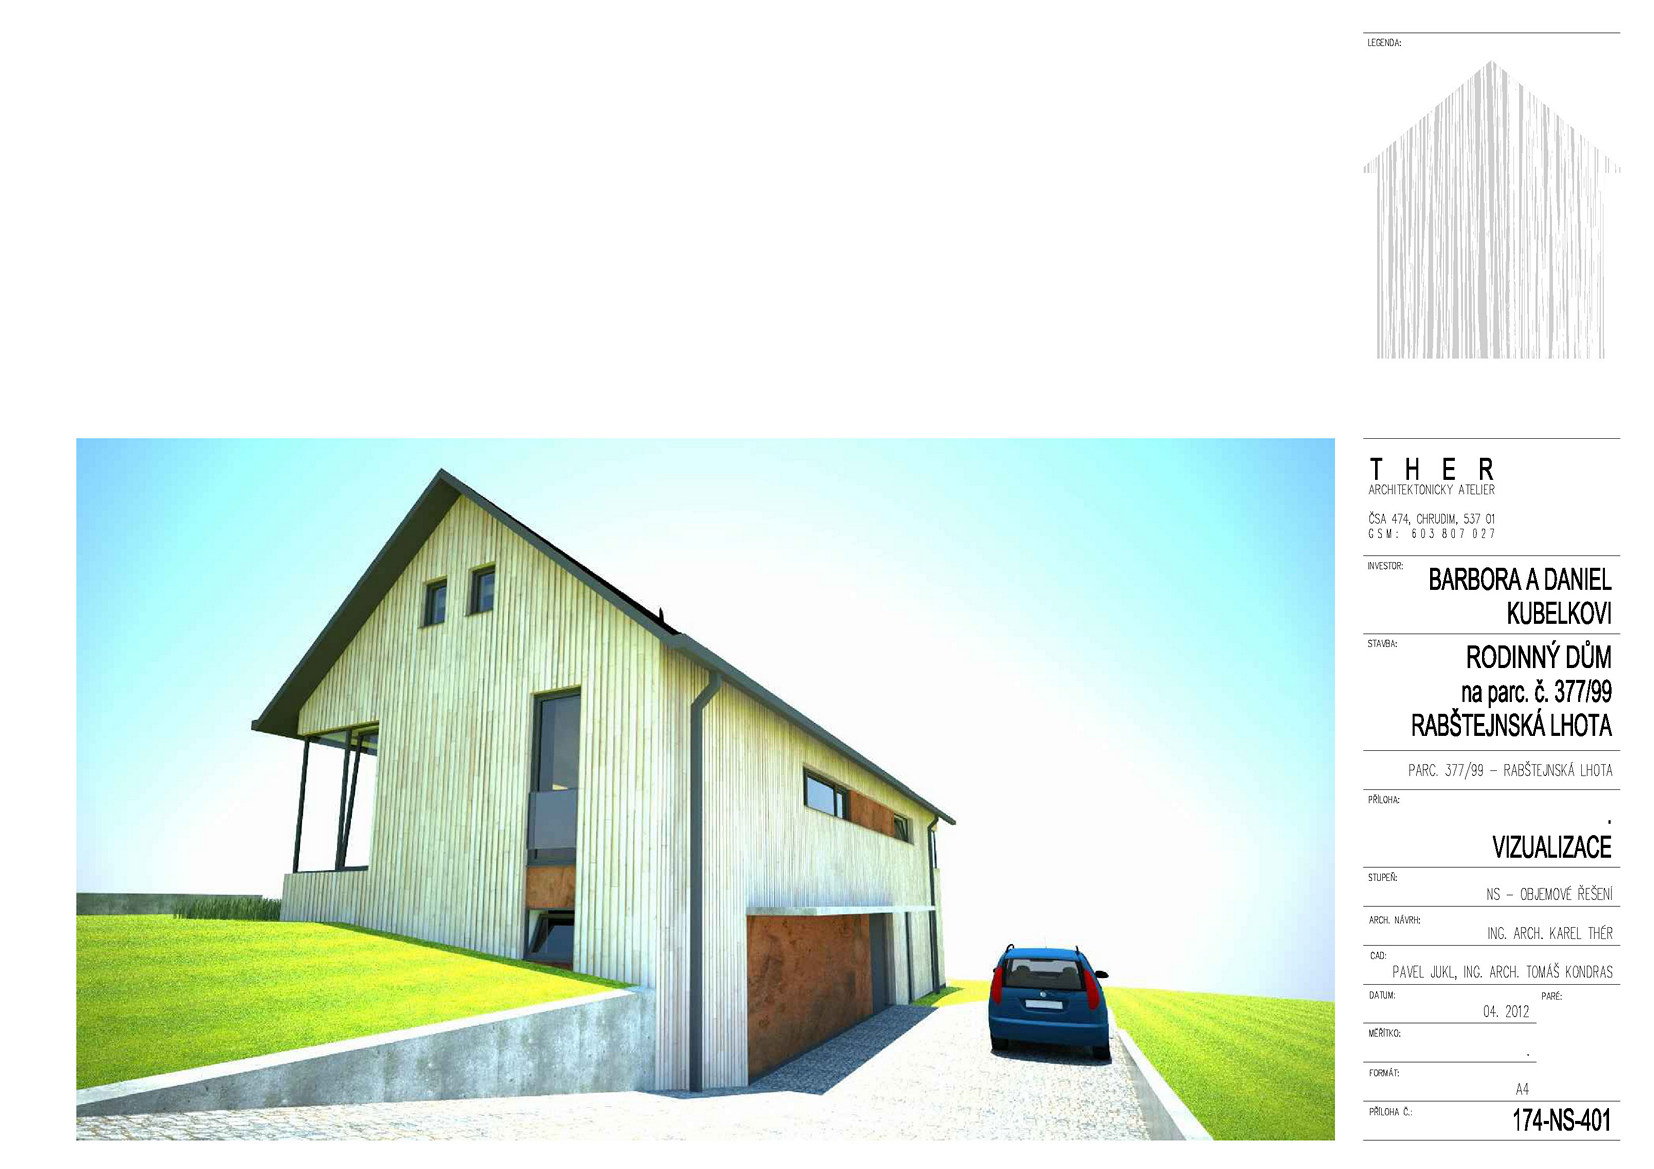 LEGENDA:
T H E R
ARCHITEKTONICKY ATELIER
ČSA 474, CHRUDIM, 537 01
GSM: 603 807 027
INVESTOR:
BARBORA A DANIEL
KUBELKOVI
STAVBA:
RODINNÝ DŮM
na parc. č. 377/99
RABŠTEJNSKÁ LHOTA
PARC. 377/99 – RABŠTEJNSKÁ LHOTA
PŘÍLOHA:
.
VIZUALIZACE
STUPEŇ:
NS – OBJEMOVÉ ŘEŠENÍ
ARCH. NÁVRH:
ING. ARCH. KAREL THÉR
CAD:
PAVEL JUKL, ING. ARCH. TOMÁŠ KONDRAS
DATUM: PARÉ:
04. 2012
MĚŘÍTKO:
.
FORMÁT:
A4
PŘÍLOHA Č.:
174-NS-401